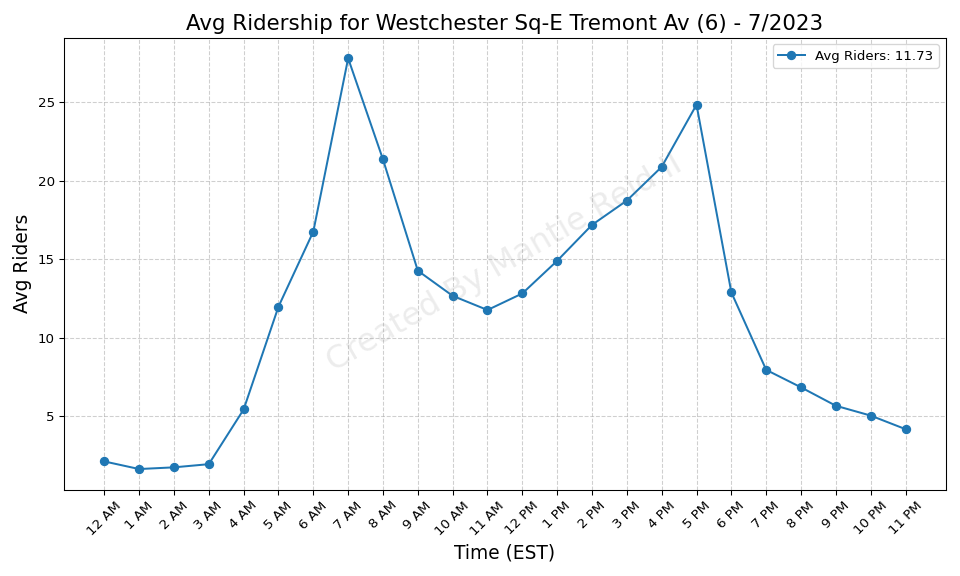 Avg Ridership for Westchester Sq-E Tremont Av (6) - 7/2023
Avg Riders: 11.73
Avg Riders
25
20
15
10
5
Created By Mantle.Reid.II
12 AM
1 AM
2 AM
3 AM
4 AM
5 AM
6 AM
7 AM
8 AM
9 AM
10 AM
11 AM
12 PM
1 PM
2 PM
3 PM
4 PM
5 PM
6 PM
7 PM
8 PM
9 PM
10 PM
11 PM
Time (EST)